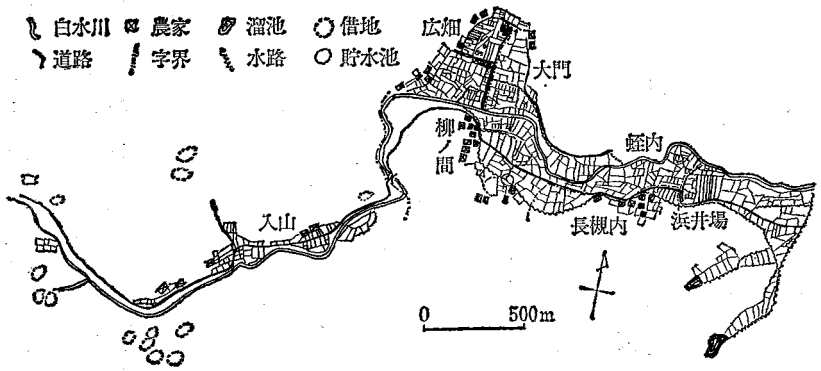 白水川 農家 溜池 借地
道路 字界 水路 貯水池
広畑
大門
柳ノ間
蛭内
入山
長槻内 浜井場
0 500m